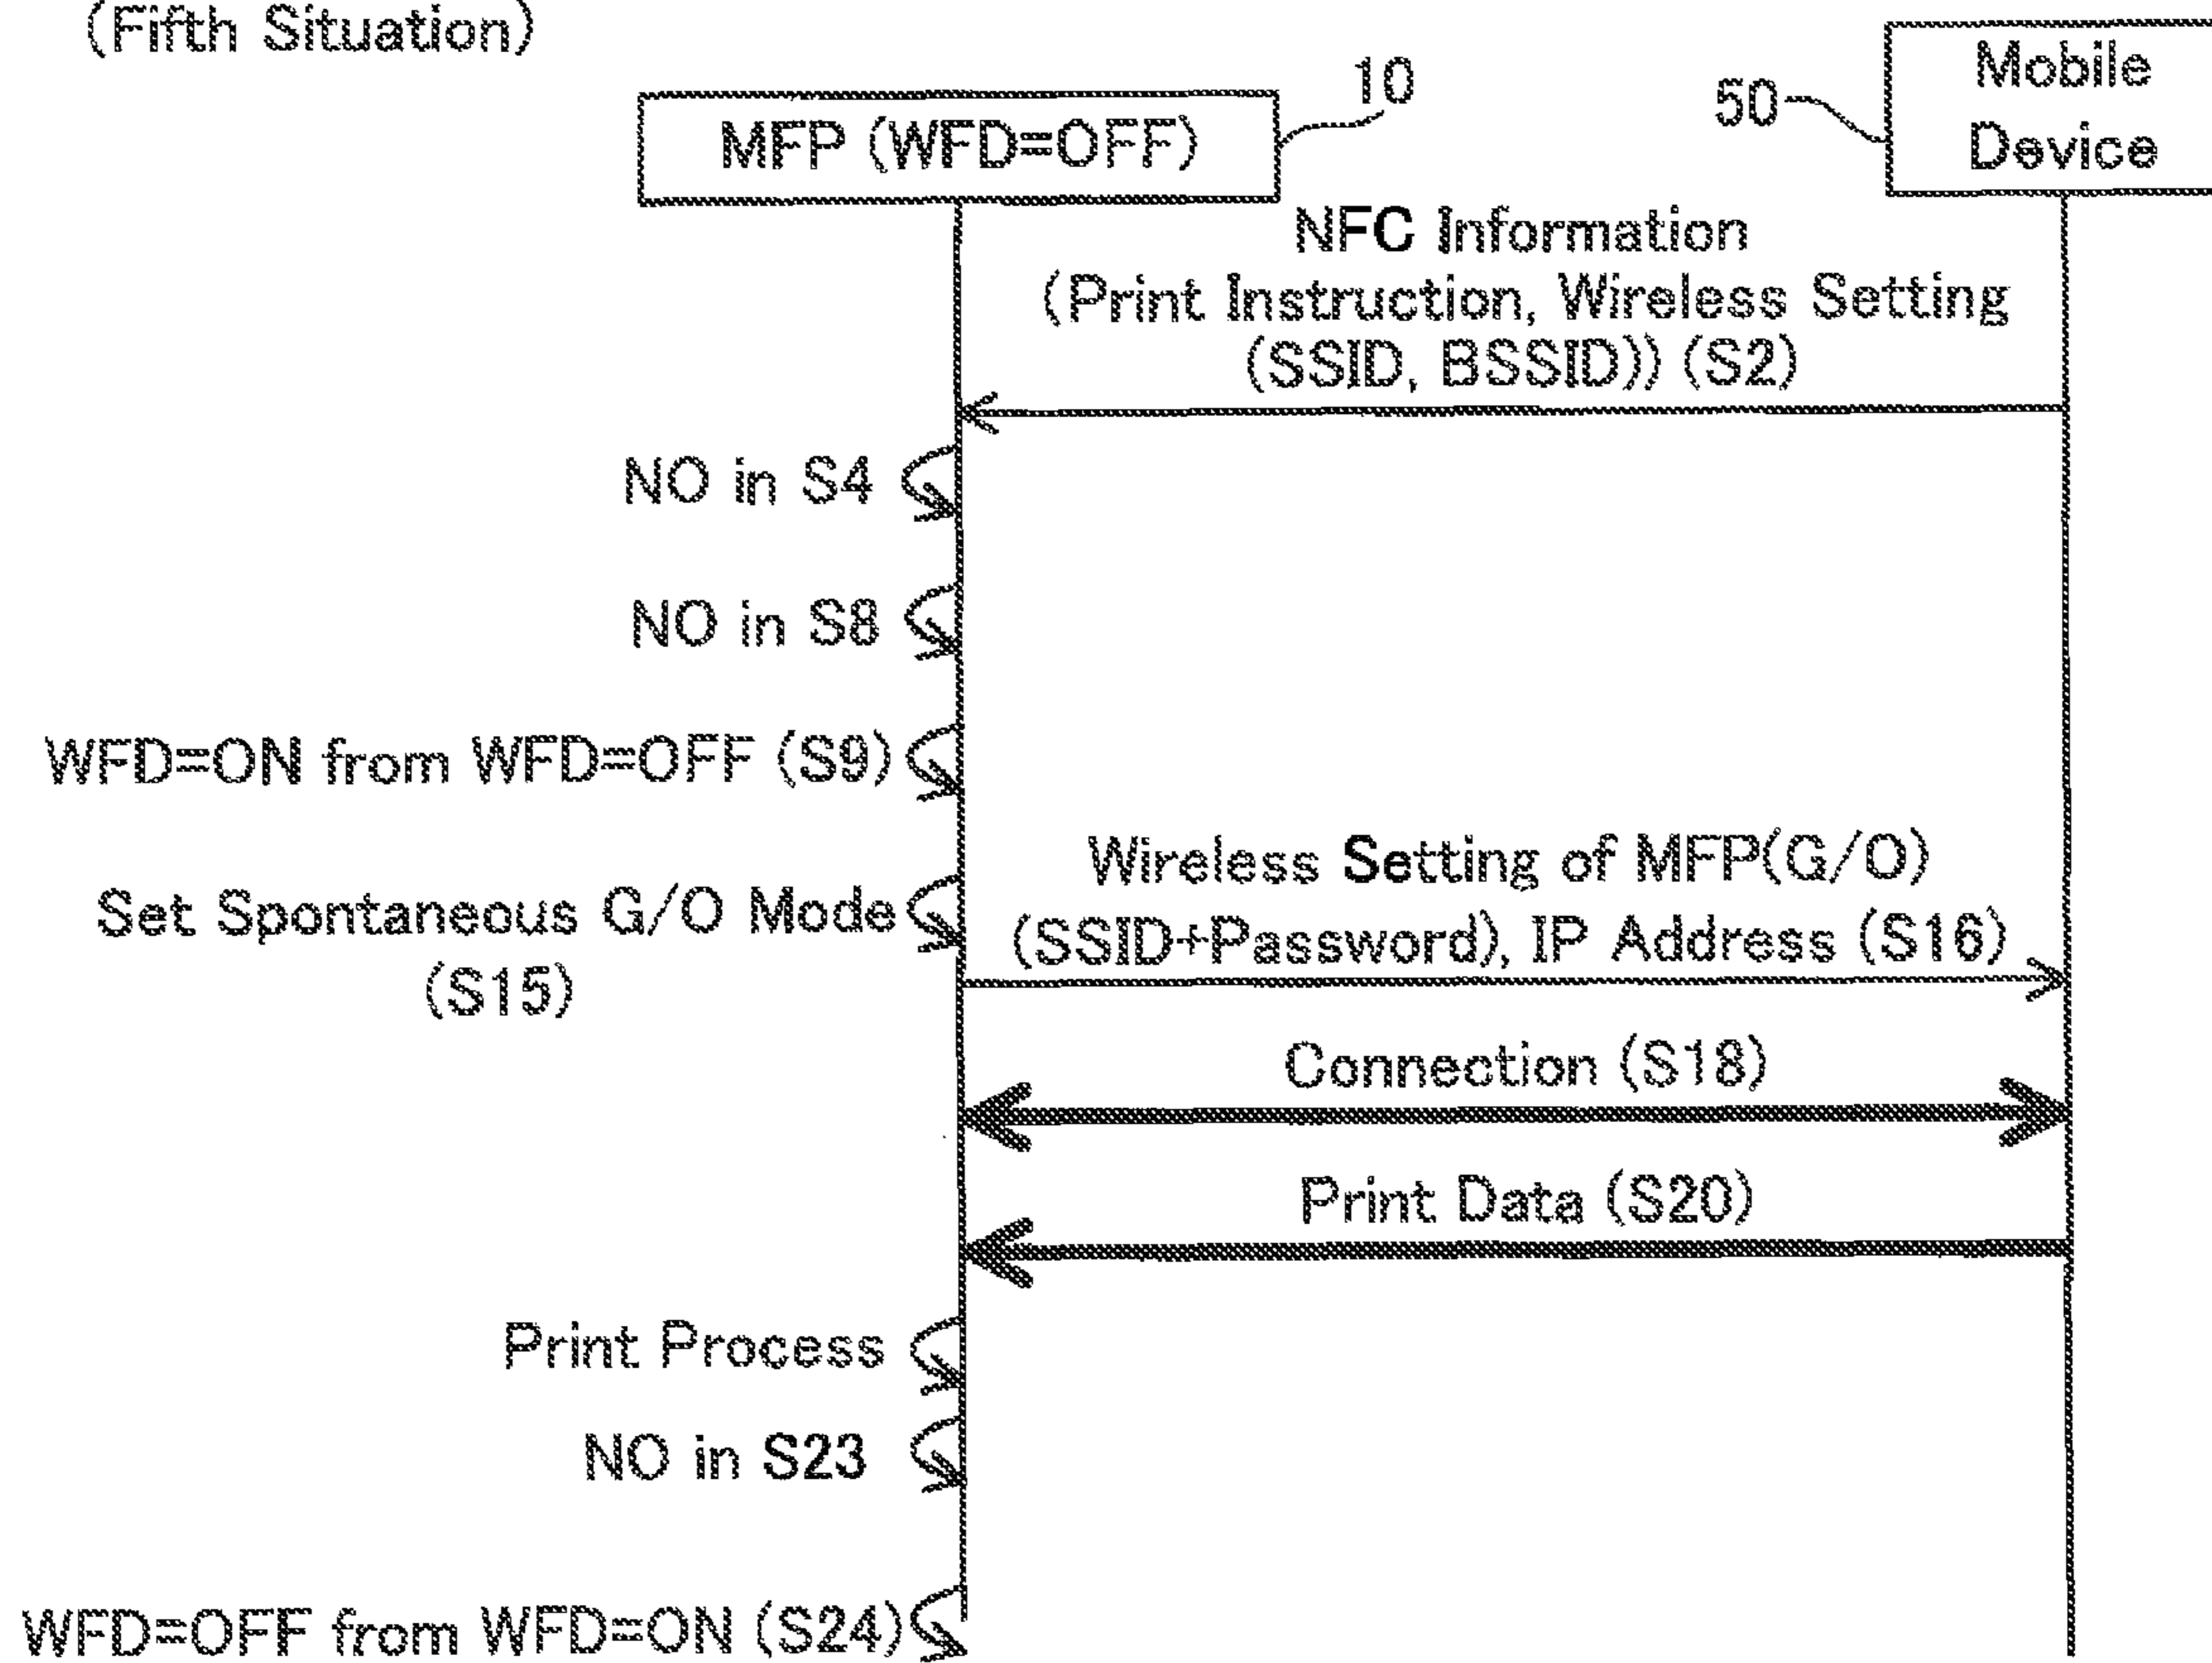 (Fifth Situation)
MFP (WFD=OFF)
10
50
Mobile
Device
NFC Information
(Print Instruction, Wireless Setting
(SSID, BSSID)) (S2)
NO in S4
NO in S8
WFD=ON from WFD=OFF (S9)
Set Spontaneous G/O Mode
(S15)
Wireless Setting of MFP(G/O)
(SSID+Password), IP Address (S16)
Connection (S18)
Print Data (S20)
Print Process
NO in S23
WFD=OFF from WFD=ON (S24)